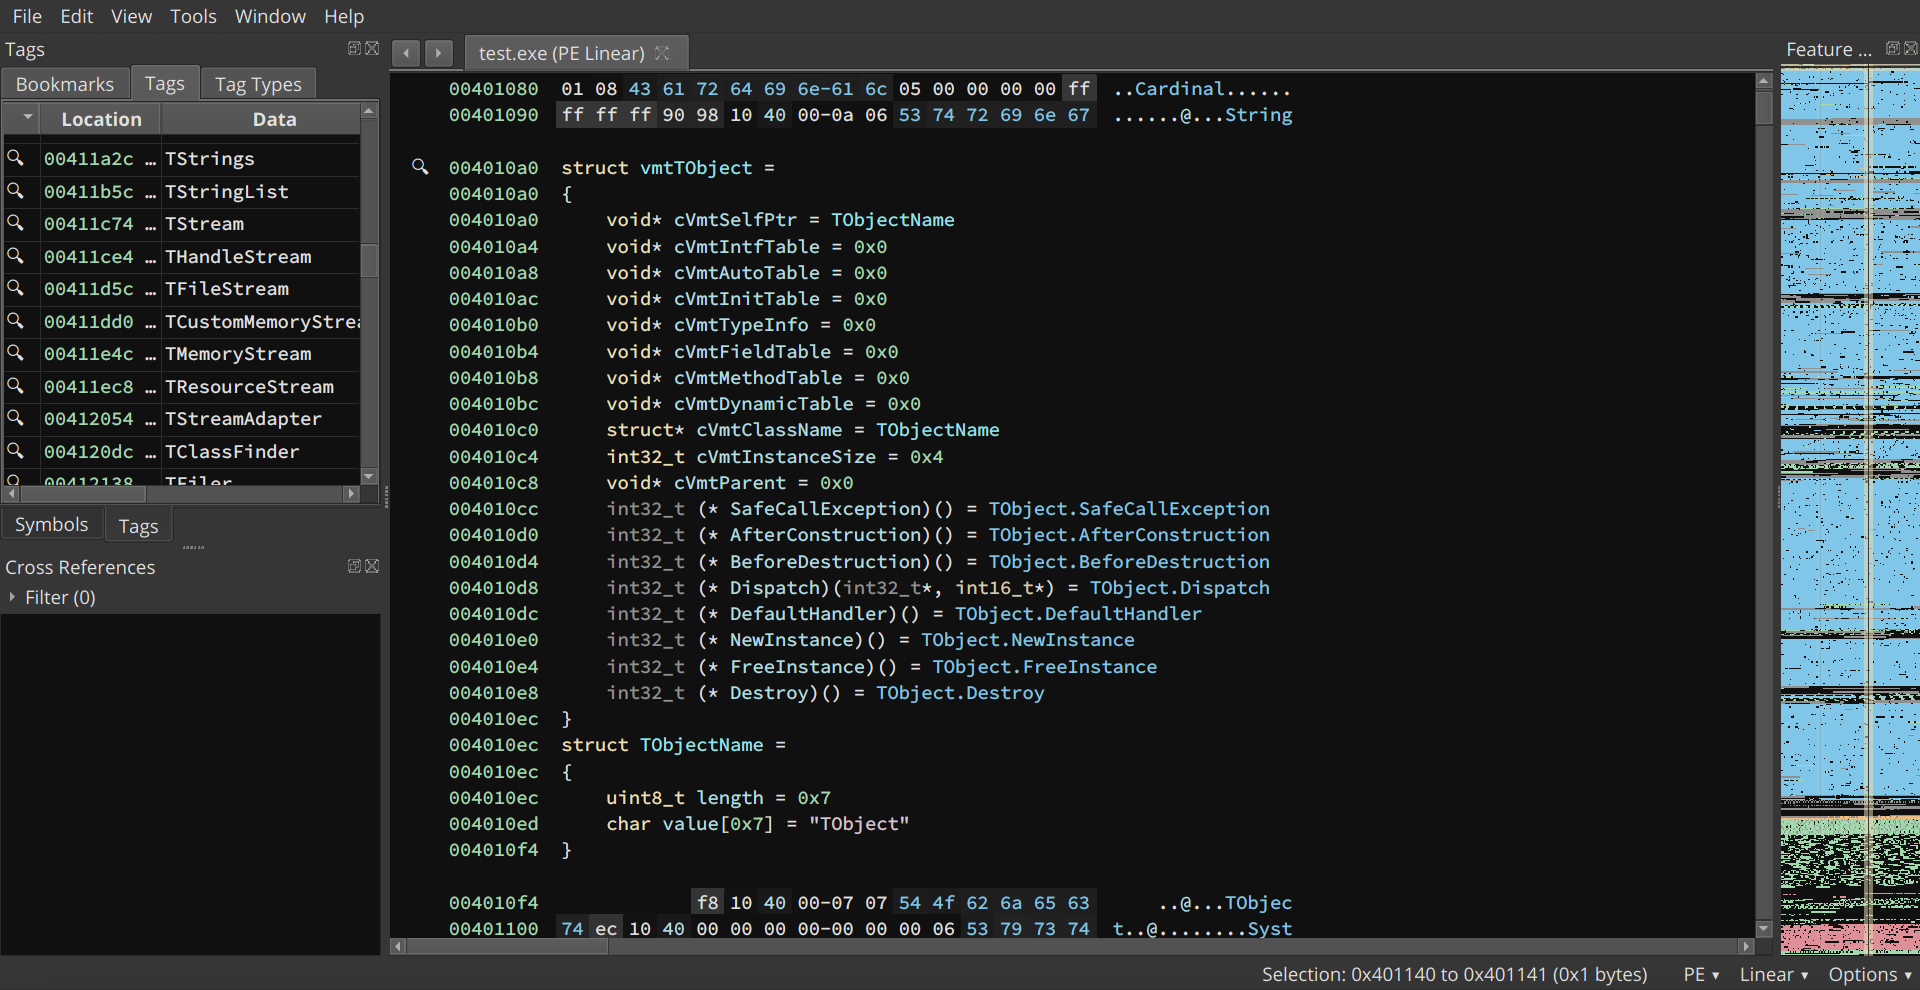 File Edit View Tools Window Help
Tags
Bookmarks Tags Tag Types
Location Data
00411a2c … TStrings
00411b5c … TStringList
00411c74 … TStream
00411ce4 … THandleStream
00411d5c … TFileStream
00411dd0 … TCustomMemoryStrea
00411e4c … TMemoryStream
00411ec8 … TResourceStream
00412054 … TStreamAdapter
004120dc … TClassFinder
00412138 TFiler
Symbols Tags
Cross References
Filter (0)
test.exe (PE Linear)
00401080 01 08 43 61 72 64 69 6e-61 6c 05 00 00 00 00 ff ..Cardinal......
00401090 ff ff ff 90 98 10 40 00-0a 06 53 74 72 69 6e 67 ......@...String
004010a0 struct vmtTObject =
004010a0 {
004010a0 void* cVmtSelfPtr = TObjectName
004010a4 void* cVmtIntfTable = 0x0
004010a8 void* cVmtAutoTable = 0x0
004010ac void* cVmtInitTable = 0x0
004010b0 void* cVmtTypeInfo = 0x0
004010b4 void* cVmtFieldTable = 0x0
004010b8 void* cVmtMethodTable = 0x0
004010bc void* cVmtDynamicTable = 0x0
004010c0 struct* cVmtClassName = TObjectName
004010c4 int32_t cVmtInstanceSize = 0x4
004010c8 void* cVmtParent = 0x0
004010cc int32_t (* SafeCallException)() = TObject.SafeCallException
004010d0 int32_t (* AfterConstruction)() = TObject.AfterConstruction
004010d4 int32_t (* BeforeDestruction)() = TObject.BeforeDestruction
004010d8 int32_t (* Dispatch)(int32_t*, int16_t*) = TObject.Dispatch
004010dc int32_t (* DefaultHandler)() = TObject.DefaultHandler
004010e0 int32_t (* NewInstance)() = TObject.NewInstance
004010e4 int32_t (* FreeInstance)() = TObject.FreeInstance
004010e8 int32_t (* Destroy)() = TObject.Destroy
004010ec }
004010ec struct TObjectName =
004010ec {
004010ec uint8_t length = 0x7
004010ed char value[0x7] = "TObject"
004010f4 }
004010f4 f8 10 40 00-07 07 54 4f 62 6a 65 63 ..@...TObjec
00401100 74 ec 10 40 00 00 00 00-00 00 00 06 53 79 73 74 t..@........Syst
Feature ...
Selection: 0x401140 to 0x401141 (0x1 bytes) PE Linear Options